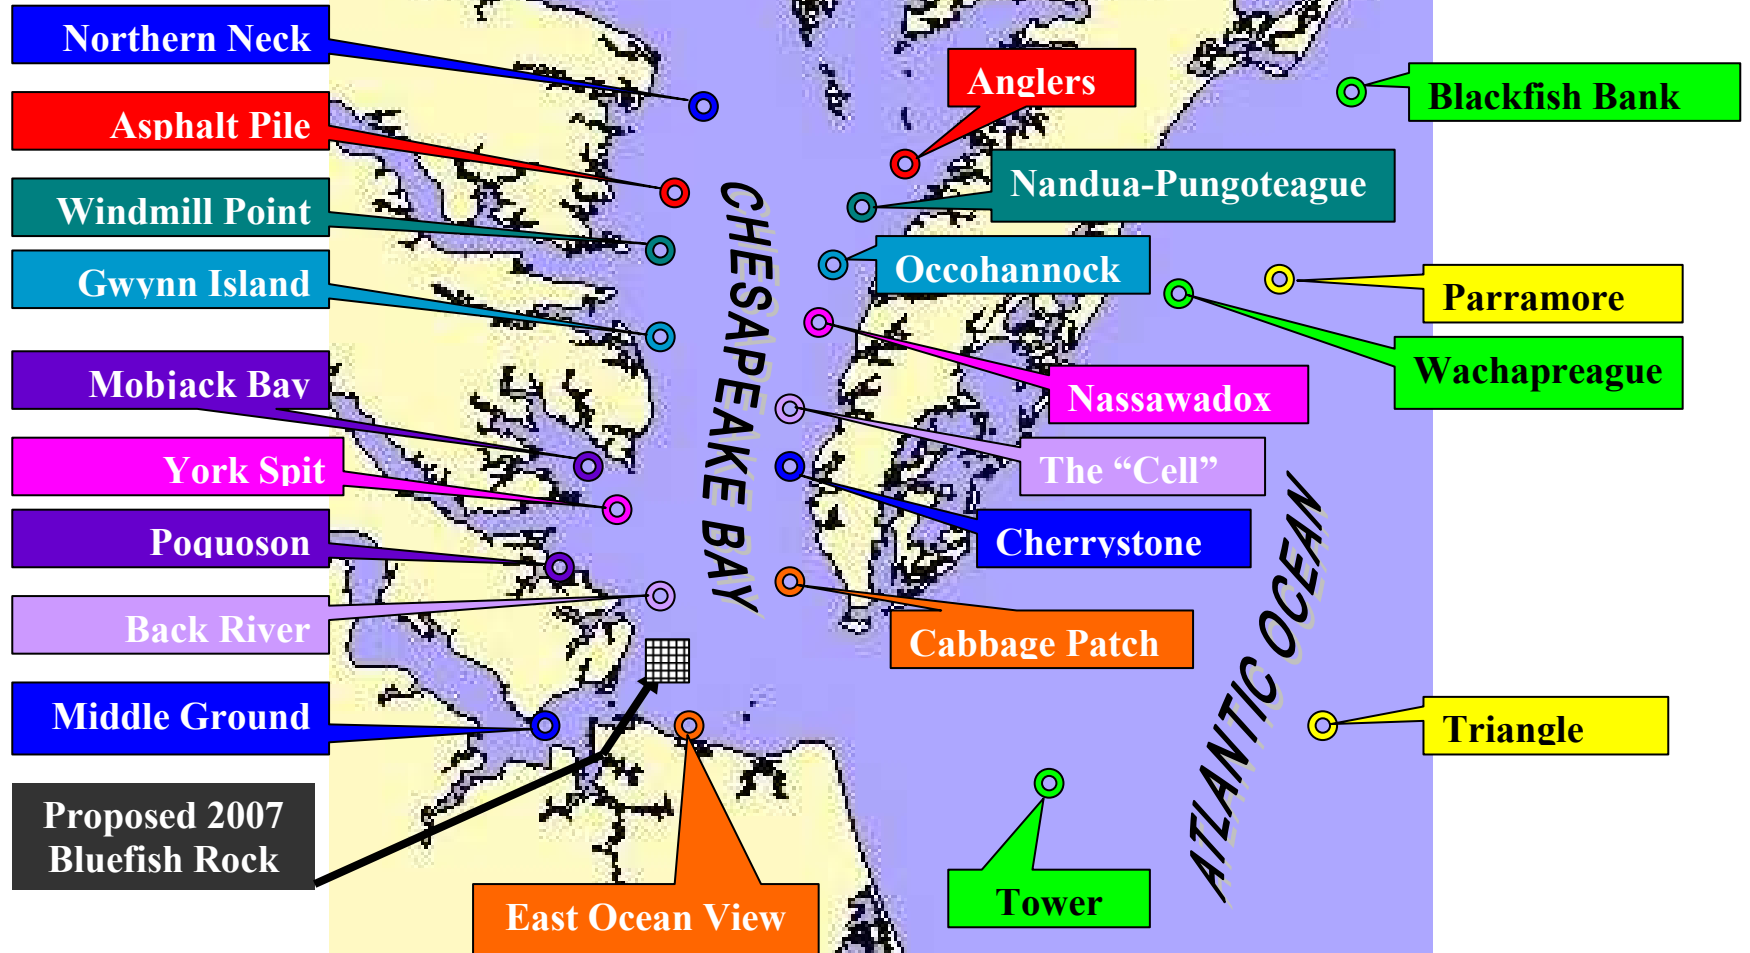 Northern Neck
Asphalt Pile
Windmill Point
Gwynn Island
Mobjack Bay
York Spit
Poquoson
Back River
Middle Ground
Proposed 2007
Bluefish Rock
East Ocean View
CHESAPEAKE BAY
Anglers
Nandua-Pungoteague
Occohannock
Nassawadox
The “Cell”
Cherrystone
Cabbage Patch
Tower
Blackfish Bank
Parramore
Wachapreague
ATLANTIC OCEAN
Triangle